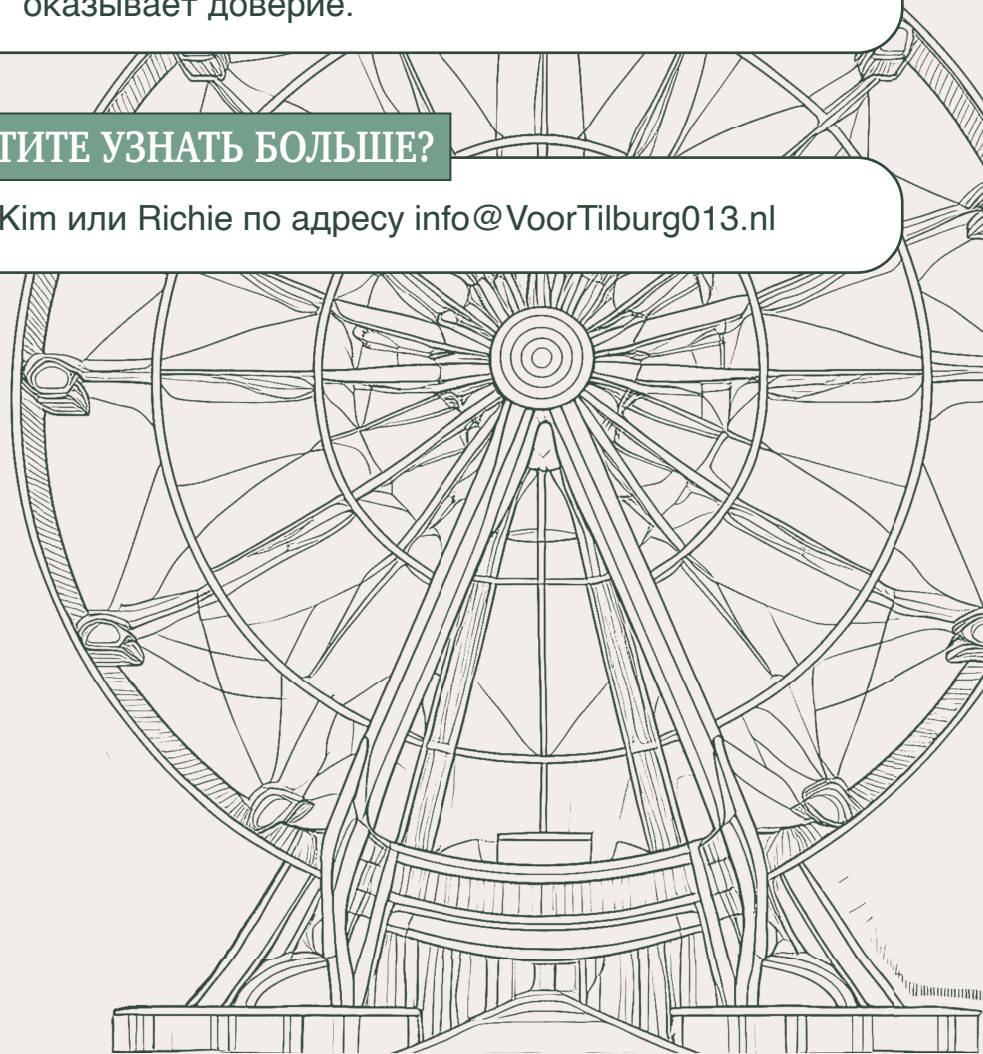 оказывает доверие.
ТИТЕ УЗНАТЬ БОЛЬШЕ?
Kim или Richie по адресу info@VoorTilburg013.nl